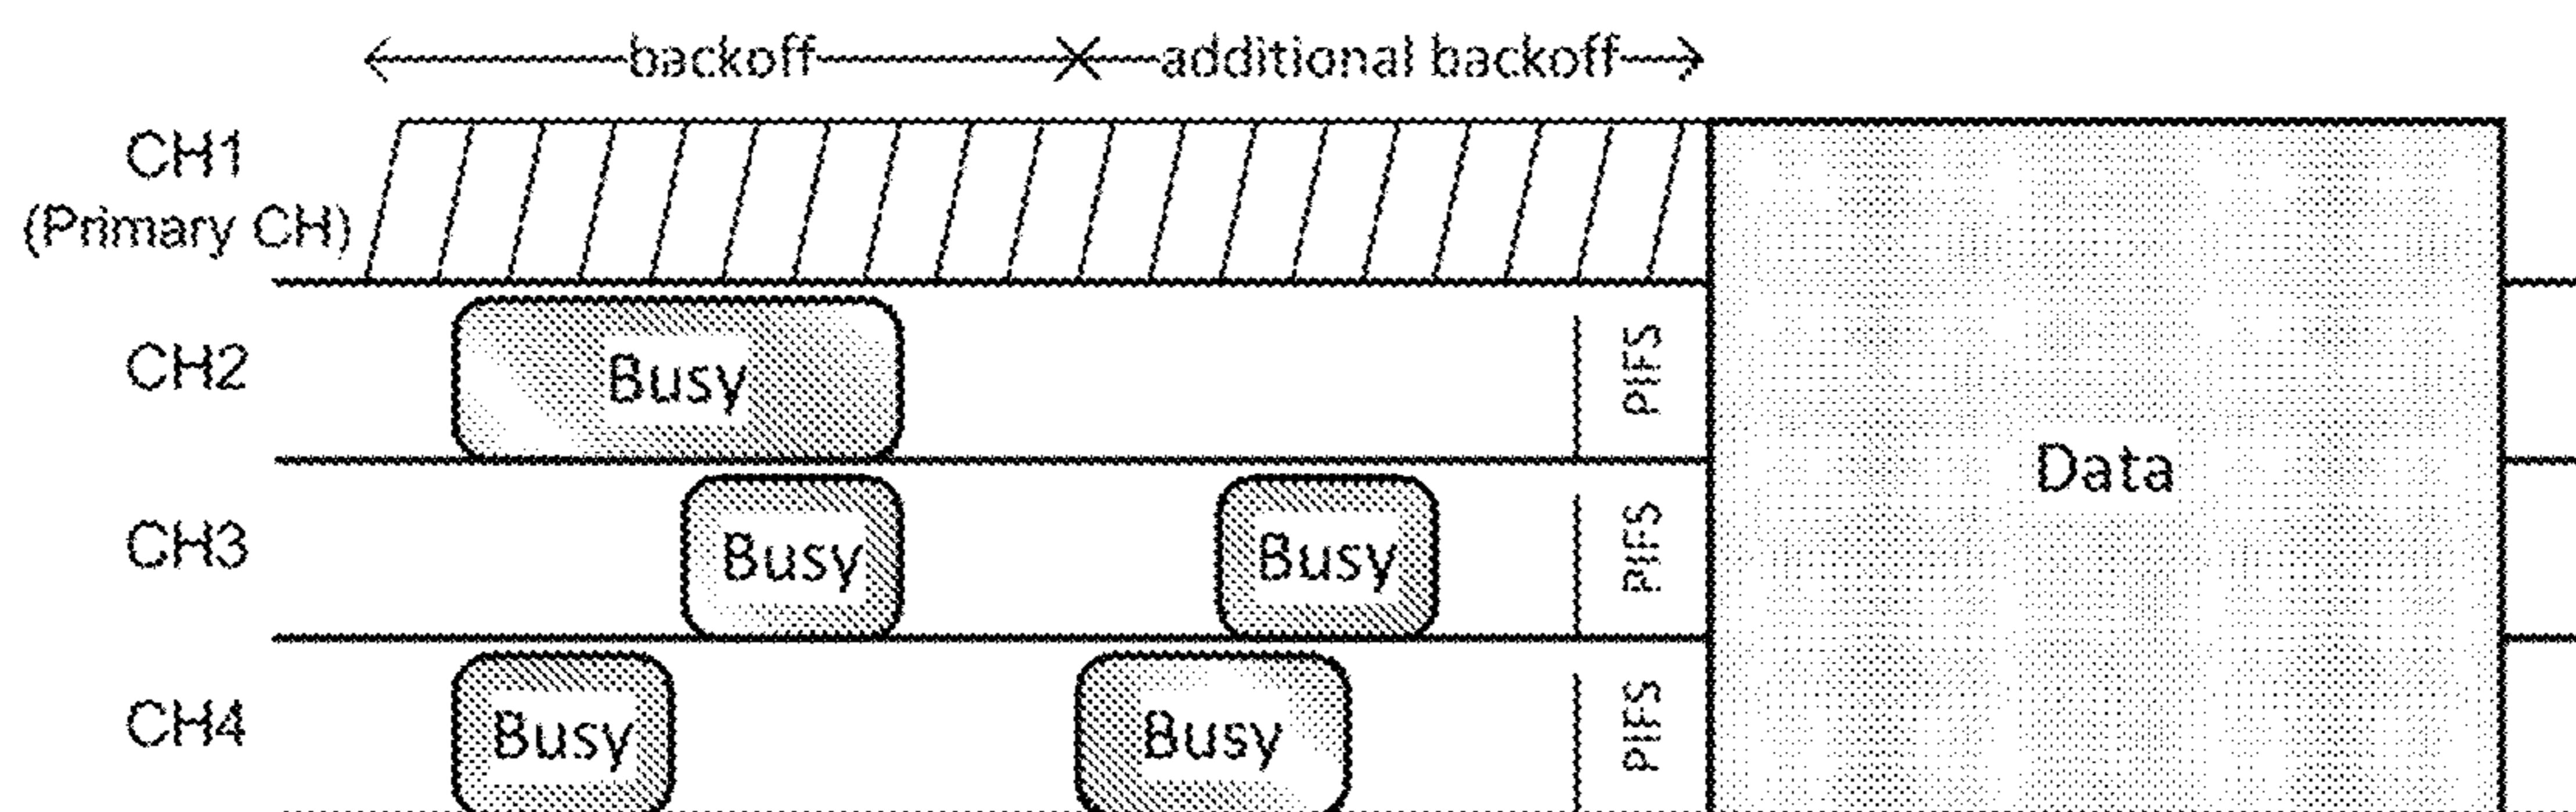 backoff additional backoff
CH1
(Primary CH)
CH2 Busy PIFS
Data
CH3 Busy Busy PIFS
CH4 Busy Busy PIFS